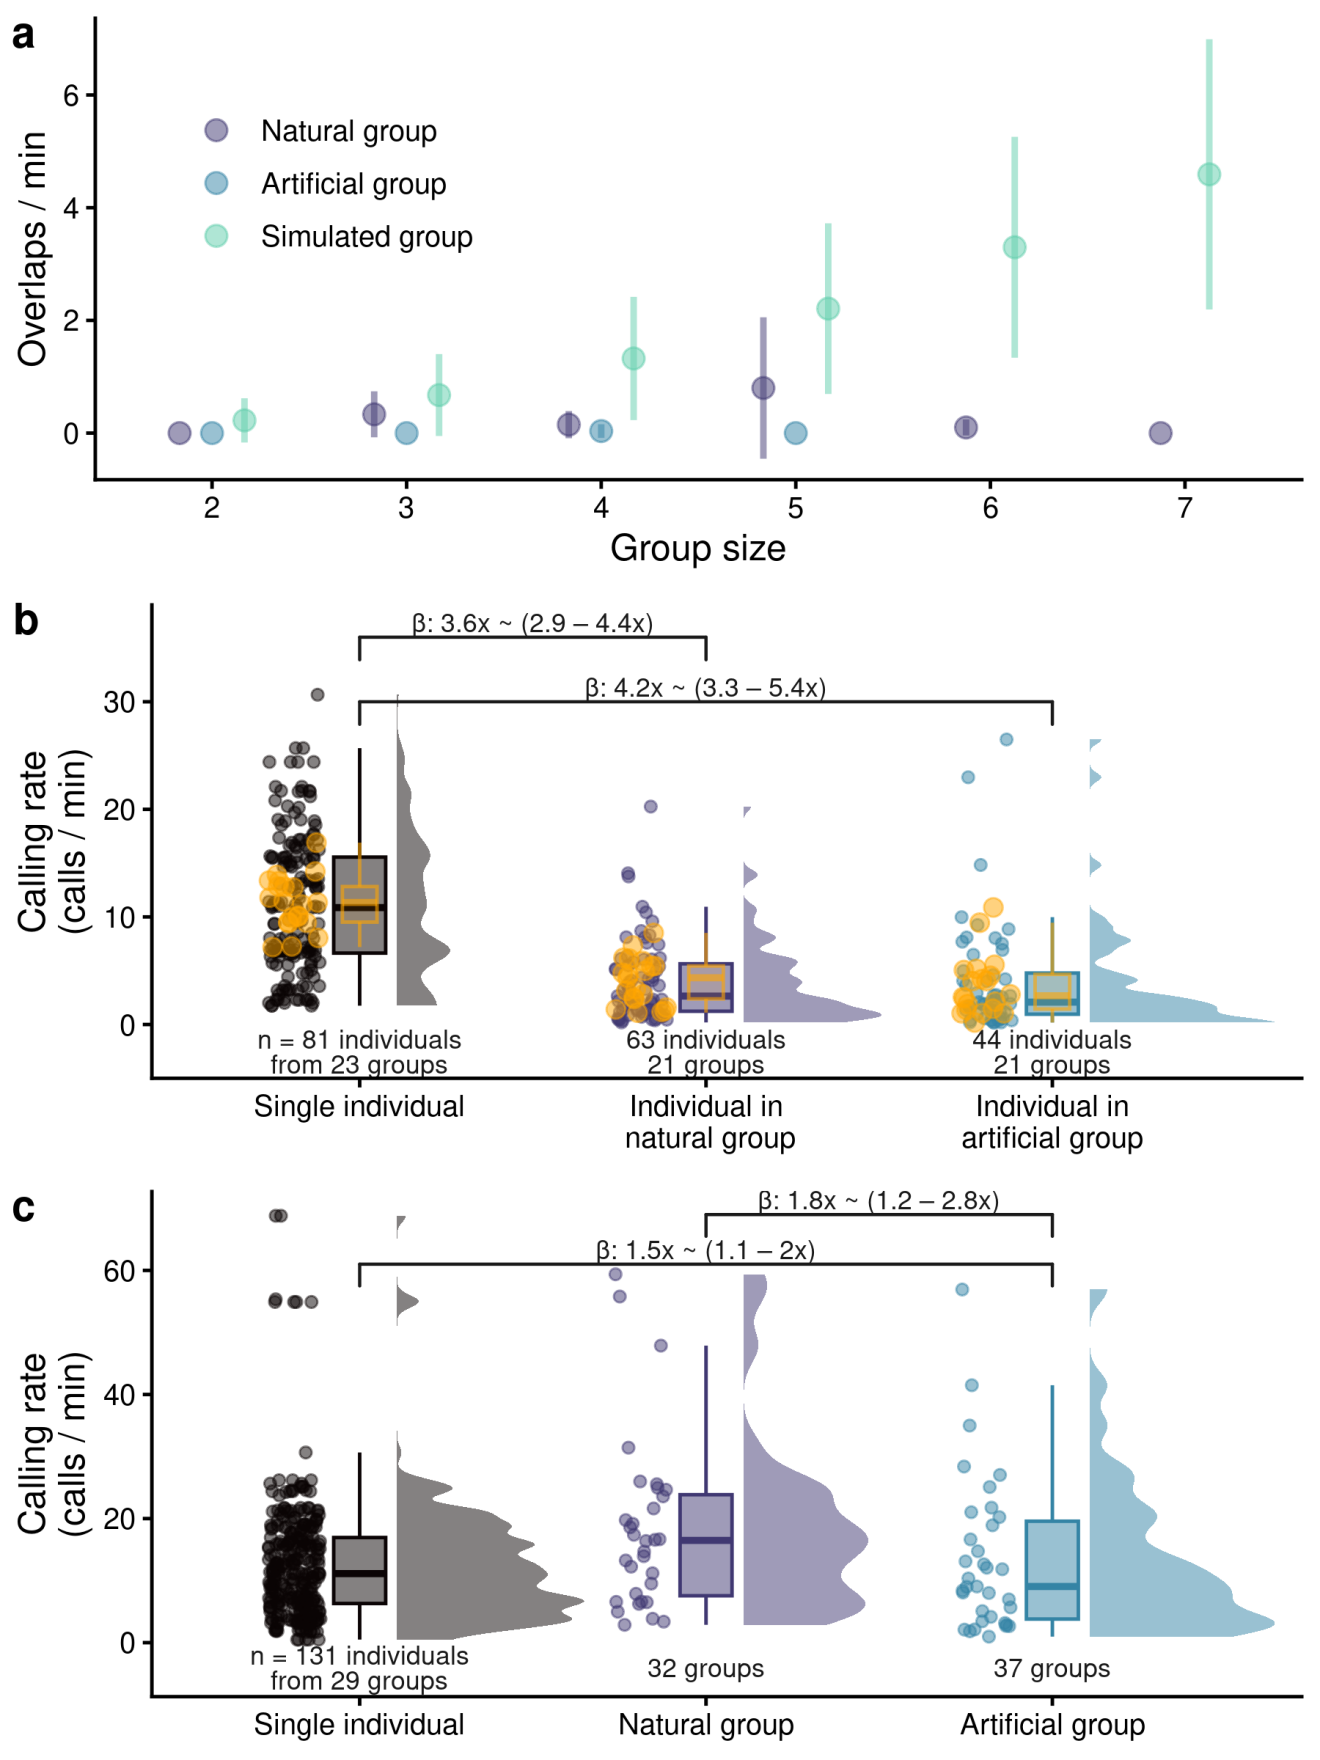 a
Overlaps / min
6
4
2
0
Natural group
Artificial group
Simulated group
2 3 4 5 6 7
Group size
b
Calling rate
(calls / min)
30
20
10
0
β: 3.6x ~ (2.9 – 4.4x)
β: 4.2x ~ (3.3 – 5.4x)
n = 81 individuals
from 23 groups
63 individuals
21 groups
44 individuals
21 groups
Single individual
Individual in
natural group
Individual in
artificial group
c
Calling rate
(calls / min)
60
40
20
0
β: 1.8x ~ (1.2 – 2.8x)
β: 1.5x ~ (1.1 – 2x)
n = 131 individuals
from 29 groups
32 groups
37 groups
Single individual
Natural group
Artificial group